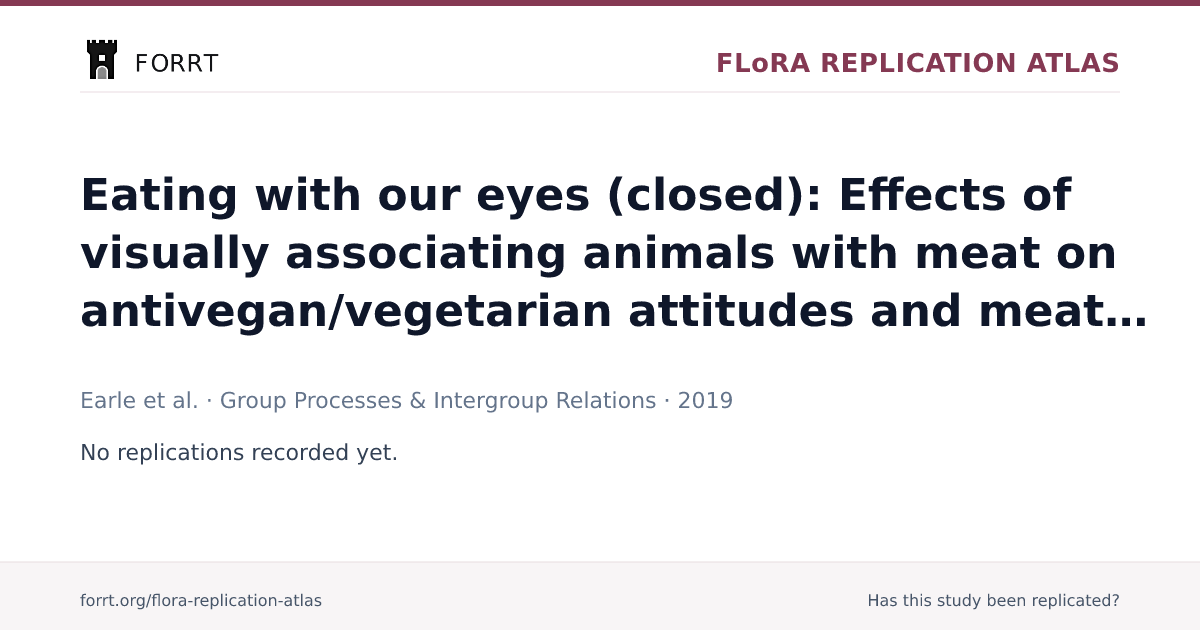 FORRT
FLoRA REPLICATION ATLAS
Eating with our eyes (closed): Effects of
visually associating animals with meat on
antivegan/vegetarian attitudes and meat…
Earle et al. · Group Processes & Intergroup Relations · 2019
No replications recorded yet.
forrt.org/flora-replication-atlas
Has this study been replicated?